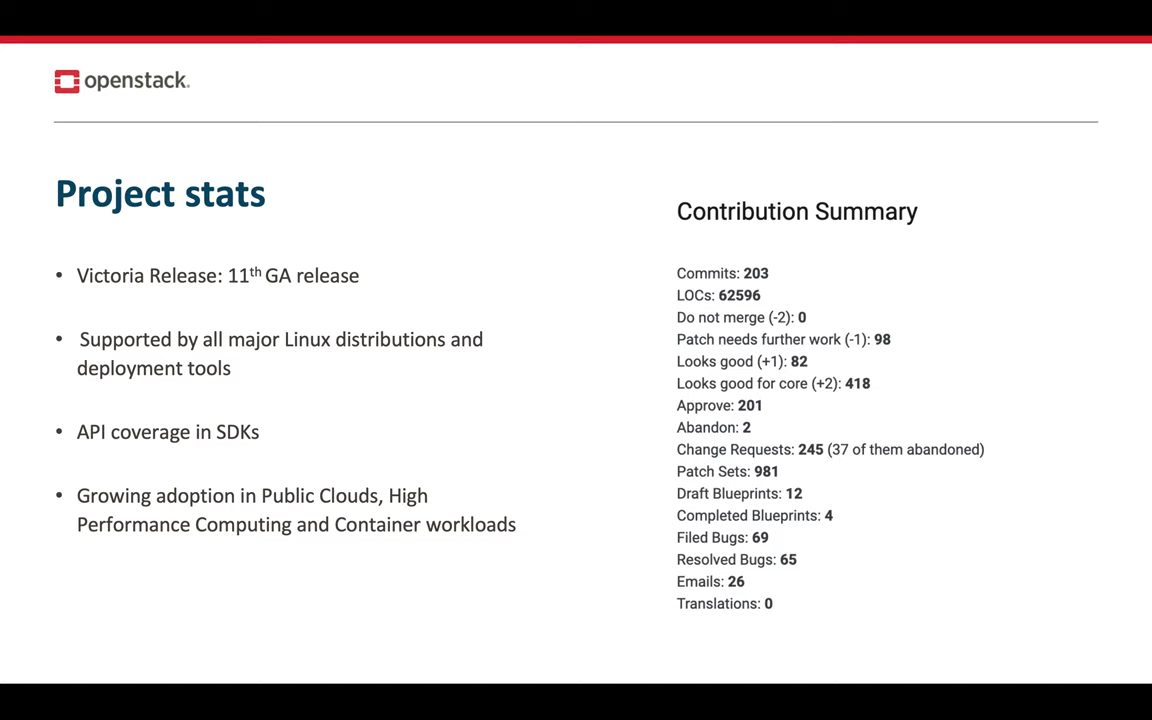 openstack.
Project stats
• Victoria Release: 11th GA release
• Supported by all major Linux distributions and
deployment tools
• API coverage in SDKs
• Growing adoption in Public Clouds, High
Performance Computing and Container workloads
Contribution Summary
Commits: 203
LOCs: 62596
Do not merge (-2): 0
Patch needs further work (-1): 98
Looks good (+1): 82
Looks good for core (+2): 418
Approve: 201
Abandon: 2
Change Requests: 245 (37 of them abandoned)
Patch Sets: 981
Draft Blueprints: 12
Completed Blueprints: 4
Filed Bugs: 69
Resolved Bugs: 65
Emails: 26
Translations: 0